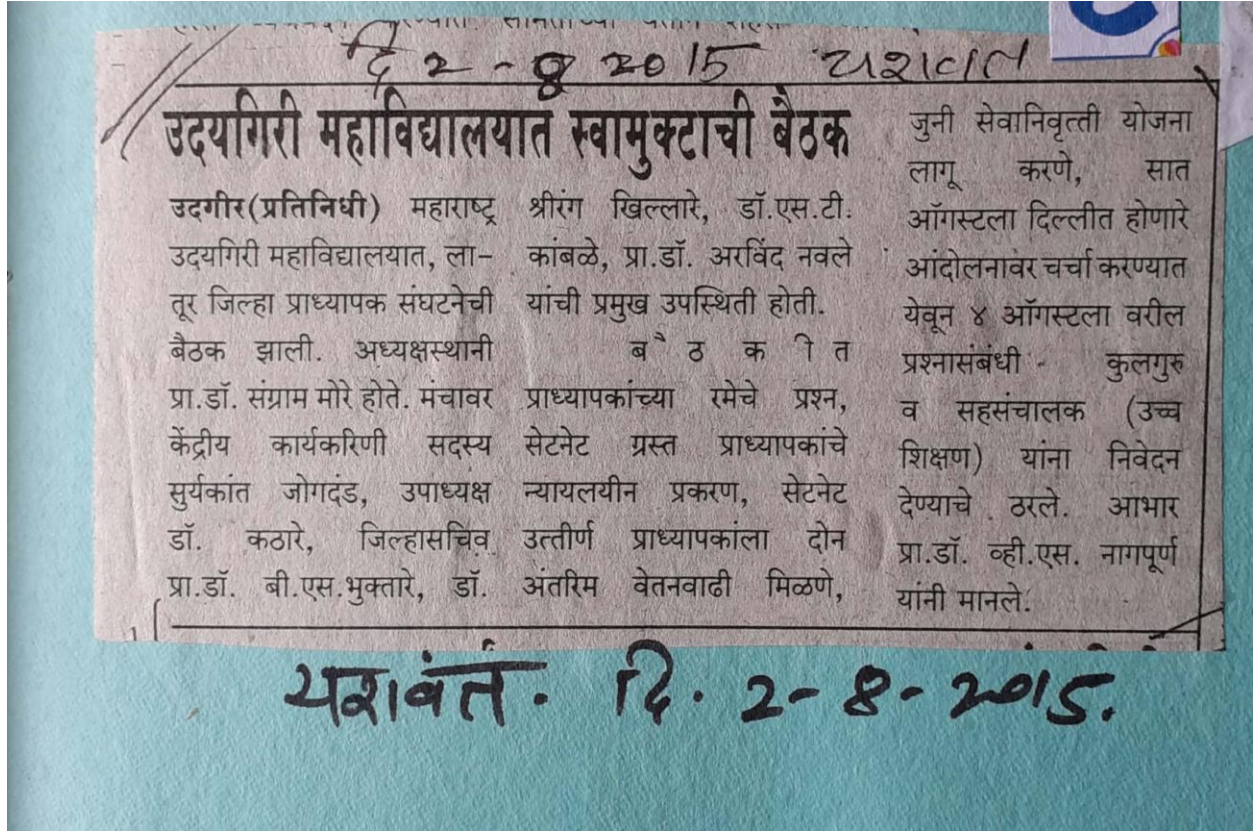 दि 2 - 8 2015 यशवंत
उदयगिरी महाविद्यालयात स्वामुक्टाची बैठक
उदगीर(प्रतिनिधी) महाराष्ट्र
उदयगिरी महाविद्यालयात, ला-
तूर जिल्हा प्राध्यापक संघटनेची
बैठक झाली. अध्यक्षस्थानी
प्रा.डॉ. संग्राम मोरे होते. मंचावर
केंद्रीय कार्यकरिणी सदस्य
सुर्यकांत जोगदंड, उपाध्यक्ष
डॉ. कठारे, जिल्हासचिव
प्रा.डॉ. बी.एस.भुक्तारे, डॉ.
श्रीरंग खिल्लारे, डॉ.एस.टी.
कांबळे, प्रा.डॉ. अरविंद नवले
यांची प्रमुख उपस्थिती होती.
बैठकीत
प्राध्यापकांच्या रमेचे प्रश्न,
सेटनेट ग्रस्त प्राध्यापकांचे
न्यायलयीन प्रकरण, सेटनेट
उत्तीर्ण प्राध्यापकांला दोन
अंतरिम वेतनवाढी मिळणे,
जुनी सेवानिवृत्ती योजना
लागू करणे, सात
ऑगस्टला दिल्लीत होणारे
आंदोलनावर चर्चा करण्यात
येवून ४ ऑगस्टला वरील
प्रश्नासंबंधी - कुलगुरु
व सहसंचालक (उच्च
शिक्षण) यांना निवेदन
देण्याचे ठरले. आभार
प्रा.डॉ. व्ही.एस. नागपूर्ण
यांनी मानले.
यशवंत. दि. 2-8-2015.